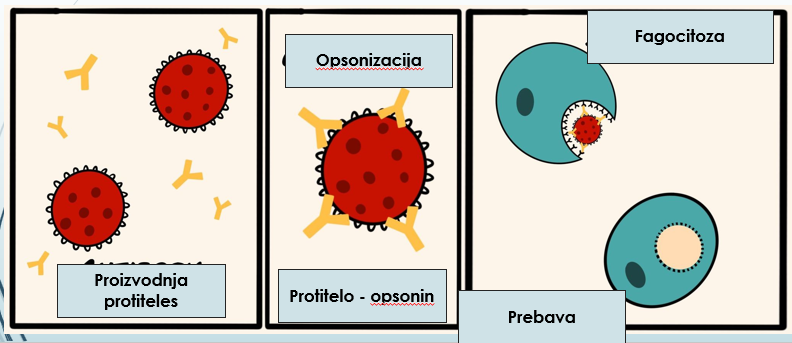 Proizvodnja
protiteles
Opsonizacija
Protitelo - opsonin
Fagocitoza
Prebava